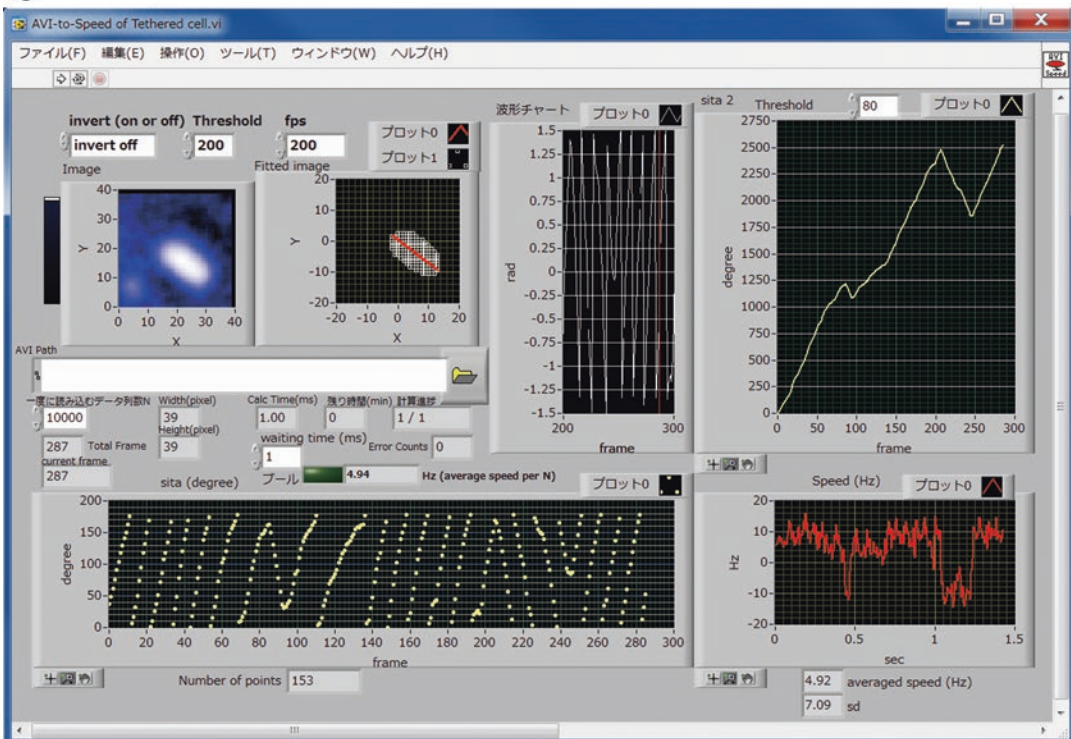 AVI-to-Speed of Tethered cell.vi
ファイル(F) 編集(E) 操作(O) ツール(T) ウィンドウ(W) ヘルプ(H)
AVI
Speed
invert (on or off) Threshold fps
invert off 200 200
プロット0
プロット1
Image
Fitted image
40-
30-
20-
10-
0-
Y
0 10 20 30 40
X
20-
10-
0-
-10-
-20-
Y
-20 -10 0 10 20
X
波形チャート プロット0
1.5-
1.25-
1-
0.75-
0.5-
0.25-
0-
-0.25-
-0.5-
-0.75-
-1-
-1.25-
-1.5-
rad
200 300
frame
sita 2 Threshold 80 プロット0
2750-
2500-
2250-
2000-
1750-
1500-
1250-
1000-
750-
500-
250-
0-
degree
0 50 100 150 200 250 300
frame
AVI Path
一度に読み込むデータ列数N Width(pixel) Calc Time(ms) 残り時間(min) 計算進捗
10000 39 1.00 0 1 / 1
Height(pixel)
287 Total Frame 39 waiting time (ms) Error Counts 0
current frame 1
287 sita (degree) ブール 4.94 Hz (average speed per N) プロット0
200-
150-
100-
50-
0-
degree
0 20 40 60 80 100 120 140 160 180 200 220 240 260 280 300
frame
Number of points 153
Speed (Hz) プロット0
20-
10-
0-
-10-
-20-
Hz
0 0.5 1 1.5
sec
4.92 averaged speed (Hz)
7.09 sd